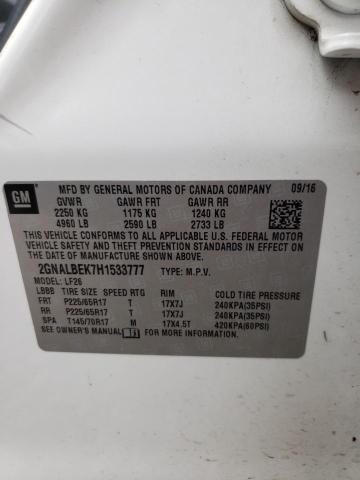 GM
MFD BY GENERAL MOTORS OF CANADA COMPANY 09/16
GVWR GAWR FRT GAWR RR
2250 KG 1175 KG 1240 KG
4960 LB 2590 LB 2733 LB
THIS VEHICLE CONFORMS TO ALL APPLICABLE U.S. FEDERAL MOTOR
VEHICLE SAFETY AND THEFT PREVENTION STANDARDS IN EFFECT ON
THE DATE OF MANUFACTURE SHOWN ABOVE.
2GNALBEK7H1533777 TYPE: M.P.V.
MODEL: LF26
LBBB TIRE SIZE SPEED RTG RIM COLD TIRE PRESSURE
FRT P225/65R17 T 17X7J 240KPA(35PSI)
RR P225/65R17 T 17X7J 240KPA(35PSI)
SPA T145/70R17 M 17X4.5T 420KPA(60PSI)
SEE OWNER'S MANUAL FOR MORE INFORMATION.